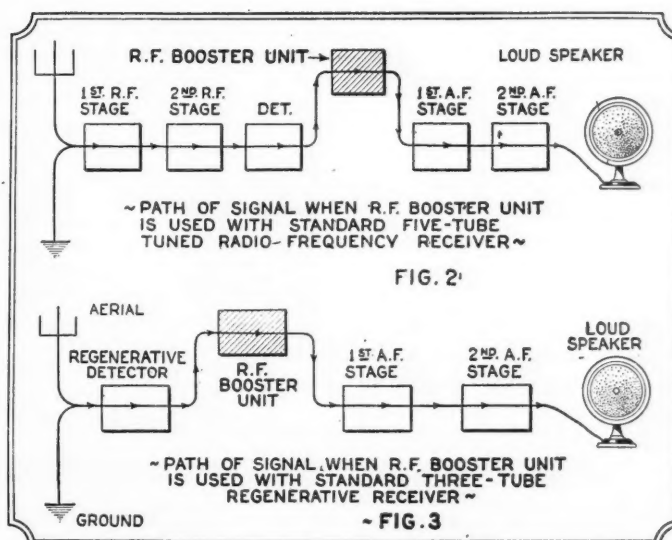 R.F. BOOSTER UNIT
LOUD SPEAKER
1ST. R.F. STAGE
2ND. R.F. STAGE
DET.
1ST. A.F. STAGE
2ND. A.F. STAGE
~PATH OF SIGNAL WHEN R.F. BOOSTER UNIT
IS USED WITH STANDARD FIVE-TUBE
TUNED RADIO-FREQUENCY RECEIVER~
FIG. 2
AERIAL
REGENERATIVE
DETECTOR
R.F.
BOOSTER
UNIT
1ST. A.F.
STAGE
2ND. A.F.
STAGE
LOUD
SPEAKER
~PATH OF SIGNAL WHEN R.F. BOOSTER UNIT
IS USED WITH STANDARD THREE-TUBE
REGENERATIVE RECEIVER~
GROUND
~FIG.3